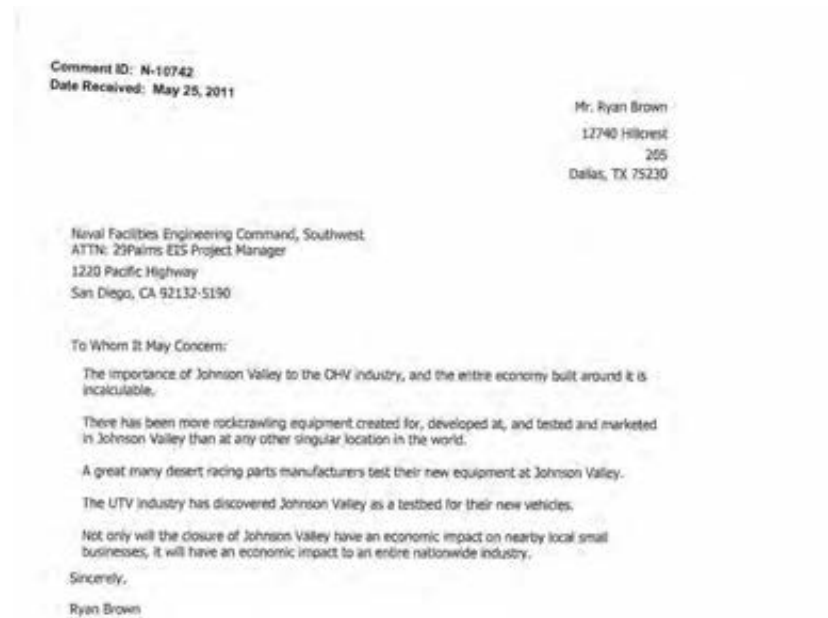 Comment ID: N-10742
Date Received: May 25, 2011
Mr. Ryan Brown
12740 Hillcrest
205
Dallas, TX 75230
Naval Facilities Engineering Command, Southwest
ATTN: 29Palms EIS Project Manager
1220 Pacific Highway
San Diego, CA 92132-5190
To Whom It May Concern:
The importance of Johnson Valley to the OHV industry, and the entire economy built around it is
incalculable.
There has been more rockcrawling equipment created for, developed at, and tested and marketed
in Johnson Valley than at any other singular location in the world.
A great many desert racing parts manufacturers test their new equipment at Johnson Valley.
The UTV industry has discovered Johnson Valley as a testbed for their new vehicles.
Not only will the closure of Johnson Valley have an economic impact on nearby local small
businesses, it will have an economic impact to an entire nationwide industry.
Sincerely,
Ryan Brown